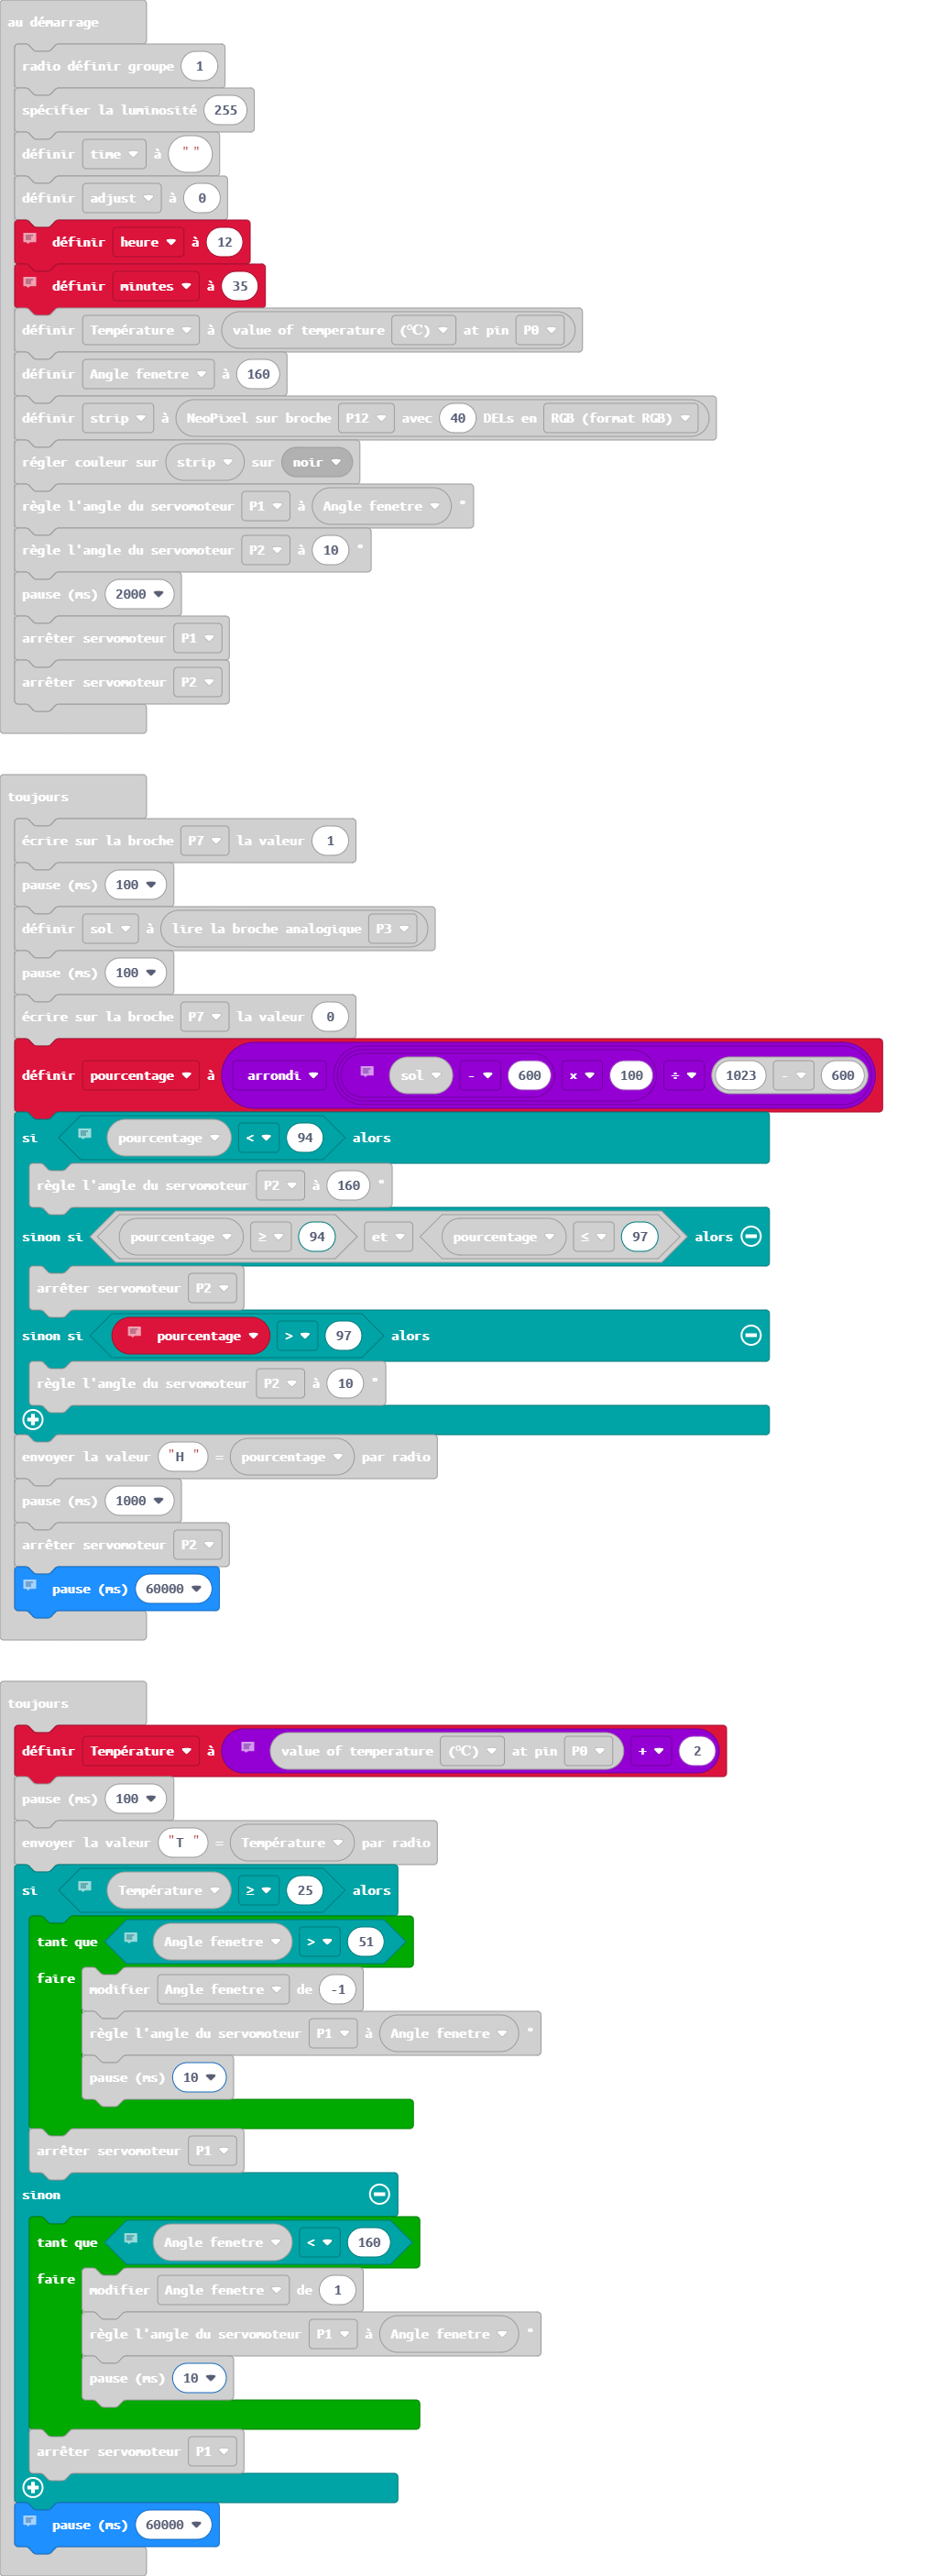 au démarrage
radio définir groupe 1
spécifier la luminosité 255
définir time à " "
définir adjust à 0
définir heure à 12
définir minutes à 35
définir Température à value of temperature (℃) at pin P0
définir Angle fenetre à 160
définir strip à NeoPixel sur broche P12 avec 40 DELs en RGB (format RGB)
régler couleur sur strip sur noir
règle l'angle du servomoteur P1 à Angle fenetre °
règle l'angle du servomoteur P2 à 10 °
pause (ms) 2000
arrêter servomoteur P1
arrêter servomoteur P2
toujours
écrire sur la broche P7 la valeur 1
pause (ms) 100
définir sol à lire la broche analogique P3
pause (ms) 100
écrire sur la broche P7 la valeur 0
définir pourcentage à arrondi sol - 600 x 100 ÷ 1023 - 600
si pourcentage < 94 alors
règle l'angle du servomoteur P2 à 160 °
sinon si pourcentage ≥ 94 et pourcentage ≤ 97 alors
arrêter servomoteur P2
sinon si pourcentage > 97 alors
règle l'angle du servomoteur P2 à 10 °
envoyer la valeur "H " = pourcentage par radio
pause (ms) 1000
arrêter servomoteur P2
pause (ms) 60000
toujours
définir Température à value of temperature (℃) at pin P0 + 2
pause (ms) 100
envoyer la valeur "T " = Température par radio
si Température ≥ 25 alors
tant que Angle fenetre > 51
faire
modifier Angle fenetre de -1
règle l'angle du servomoteur P1 à Angle fenetre °
pause (ms) 10
arrêter servomoteur P1
sinon
tant que Angle fenetre < 160
faire
modifier Angle fenetre de 1
règle l'angle du servomoteur P1 à Angle fenetre °
pause (ms) 10
arrêter servomoteur P1
pause (ms) 60000